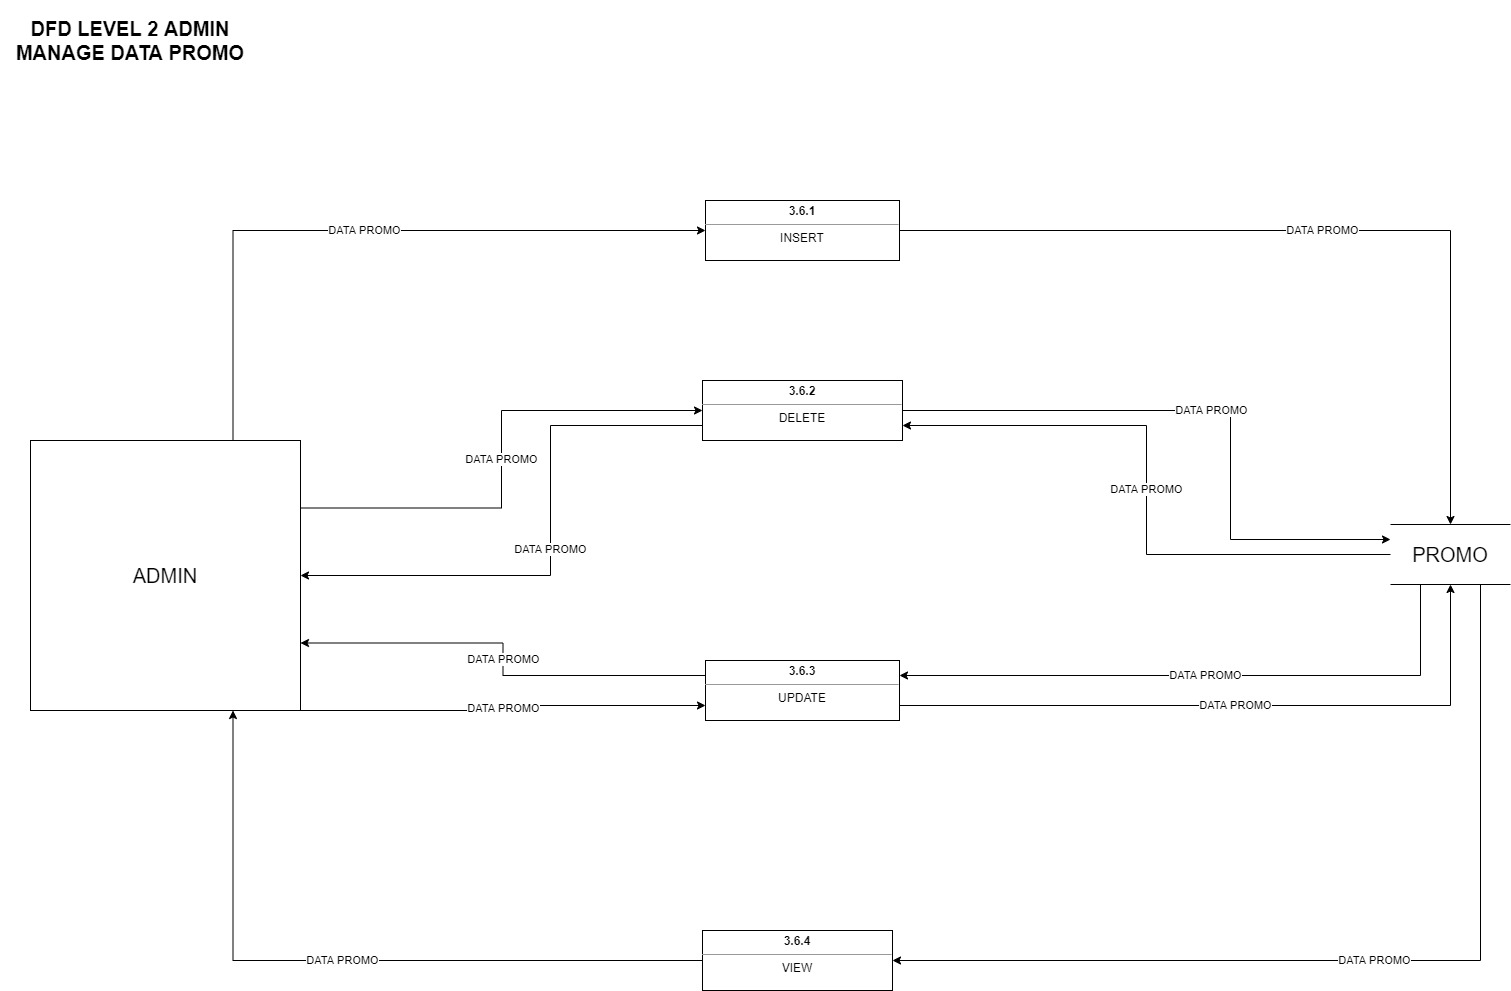 DFD LEVEL 2 ADMIN
MANAGE DATA PROMO
3.6.1
DATA PROMO
INSERT
DATA PROMO
3.6.2
DATA PROMO
DELETE
DATA PROMO
DATA PROMO
DATA PROMO
PROMO
ADMIN
DATA PROMO
3.6.3
DATA PROMO
UPDATE
DATA PROMO
DATA PROMO
3.6.4
DATA PROMO
VIEW
DATA PROMO